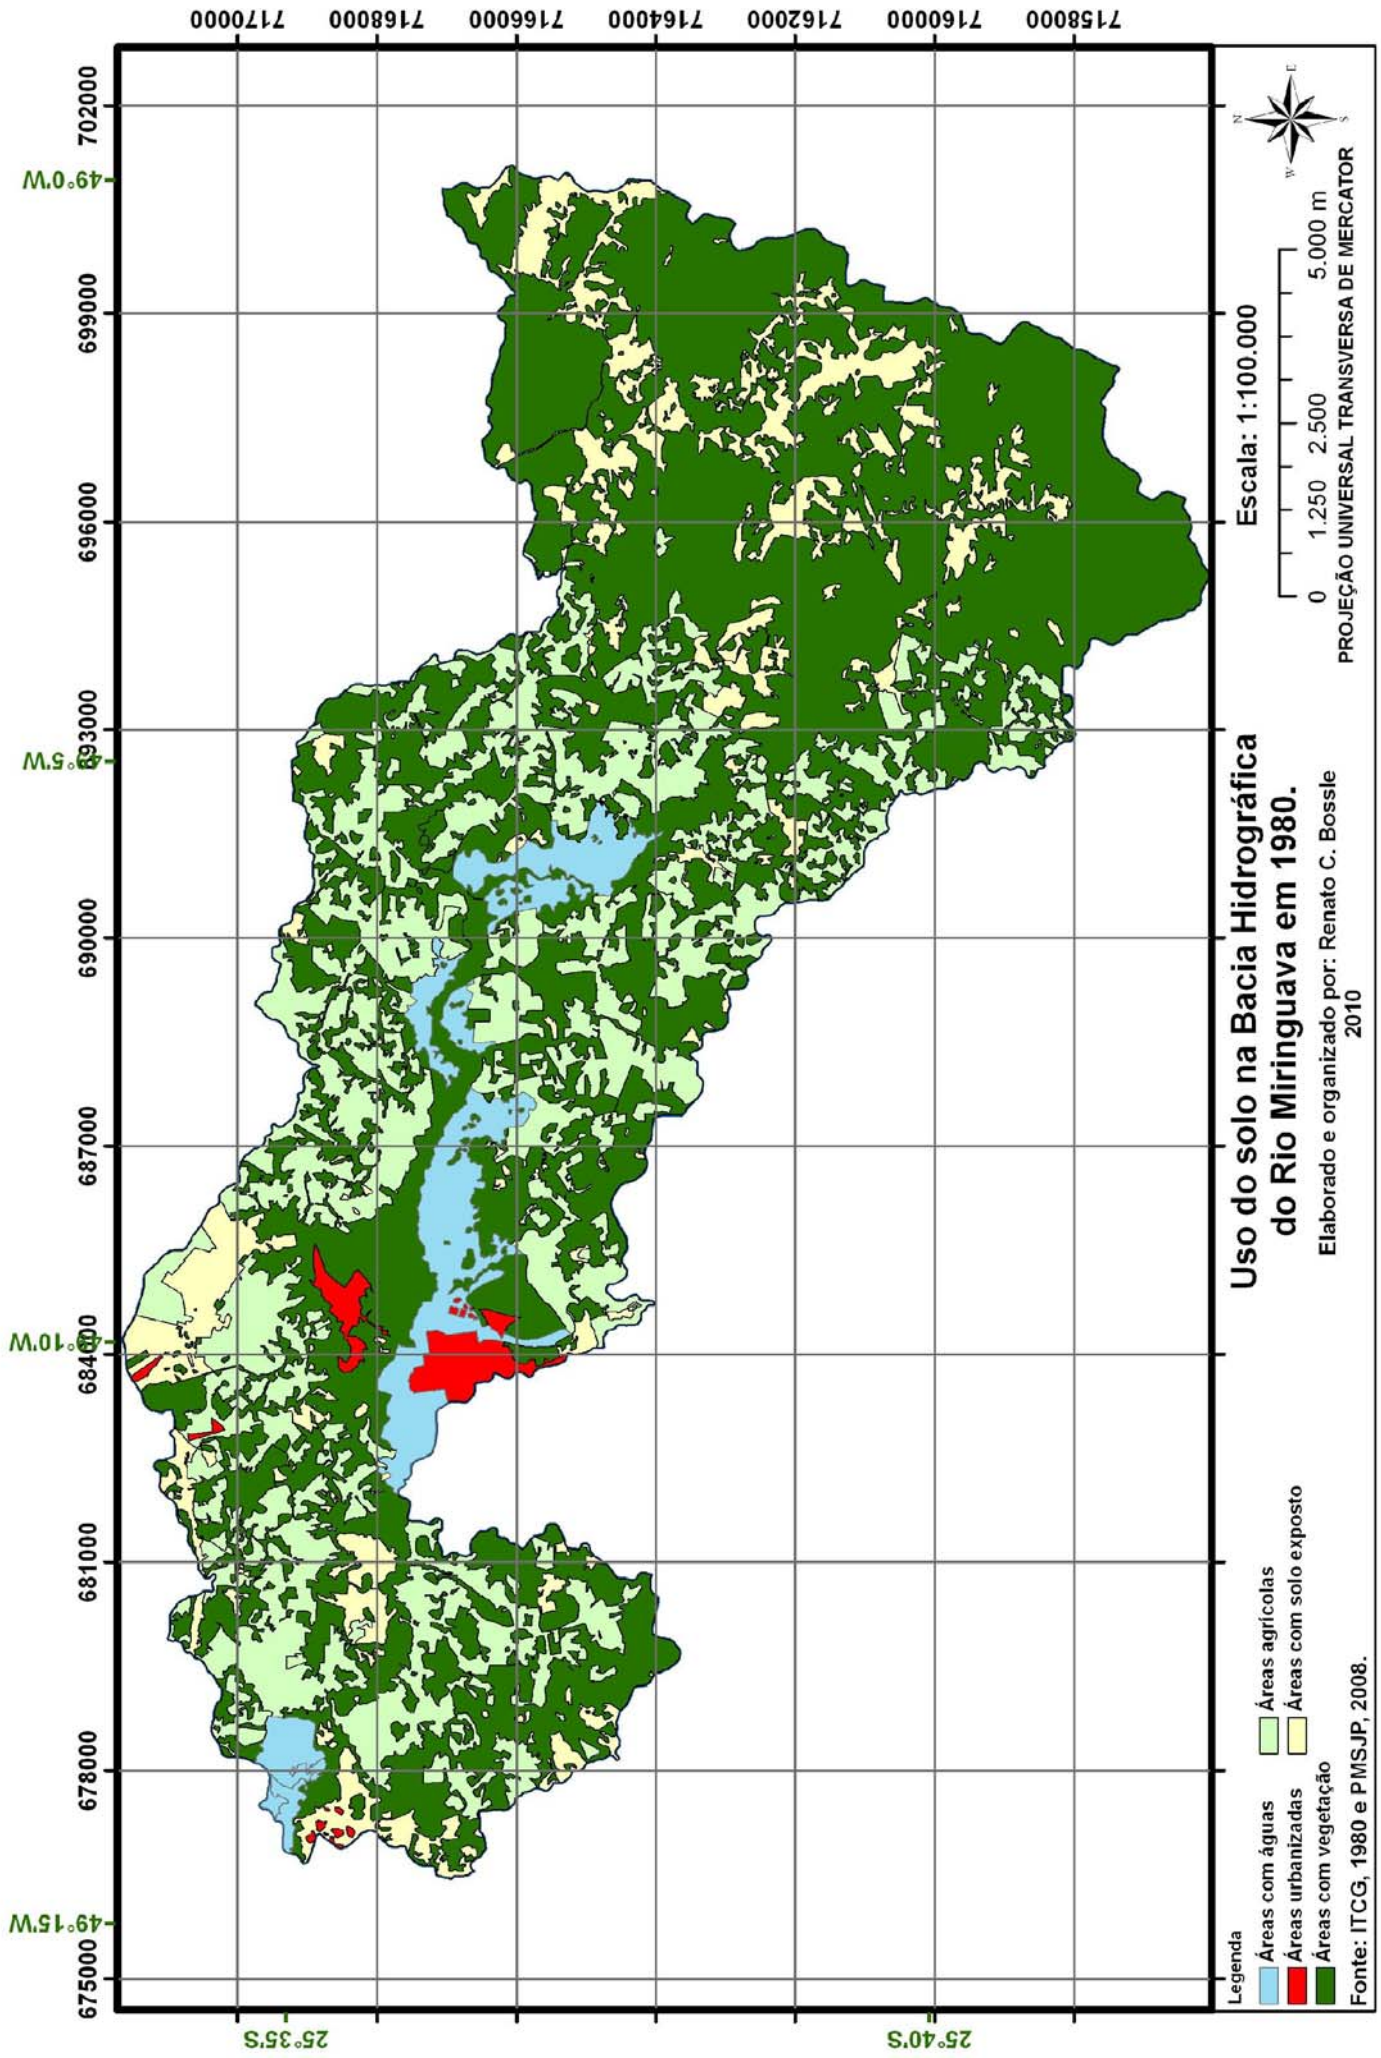 49°15'W
49°10'W
49°5'W
49°0'W
675000
678000
681000
684000
687000
690000
693000
696000
699000
702000
7170000
7168000
7166000
7164000
7162000
7160000
7158000
25°35'S
25°40'S
Legenda
Áreas com águas
Áreas urbanizadas
Áreas com vegetação
Áreas agrícolas
Áreas com solo exposto
Fonte: ITCG, 1980 e PMSJP, 2008.
Uso do solo na Bacia Hidrográfica
do Rio Miringuava em 1980.
Elaborado e organizado por: Renato C. Bossle
2010
Escala: 1:100.000
0 1.250 2.500 5.000 m
PROJEÇÃO UNIVERSAL TRANSVERSA DE MERCATOR
N
W
E
S